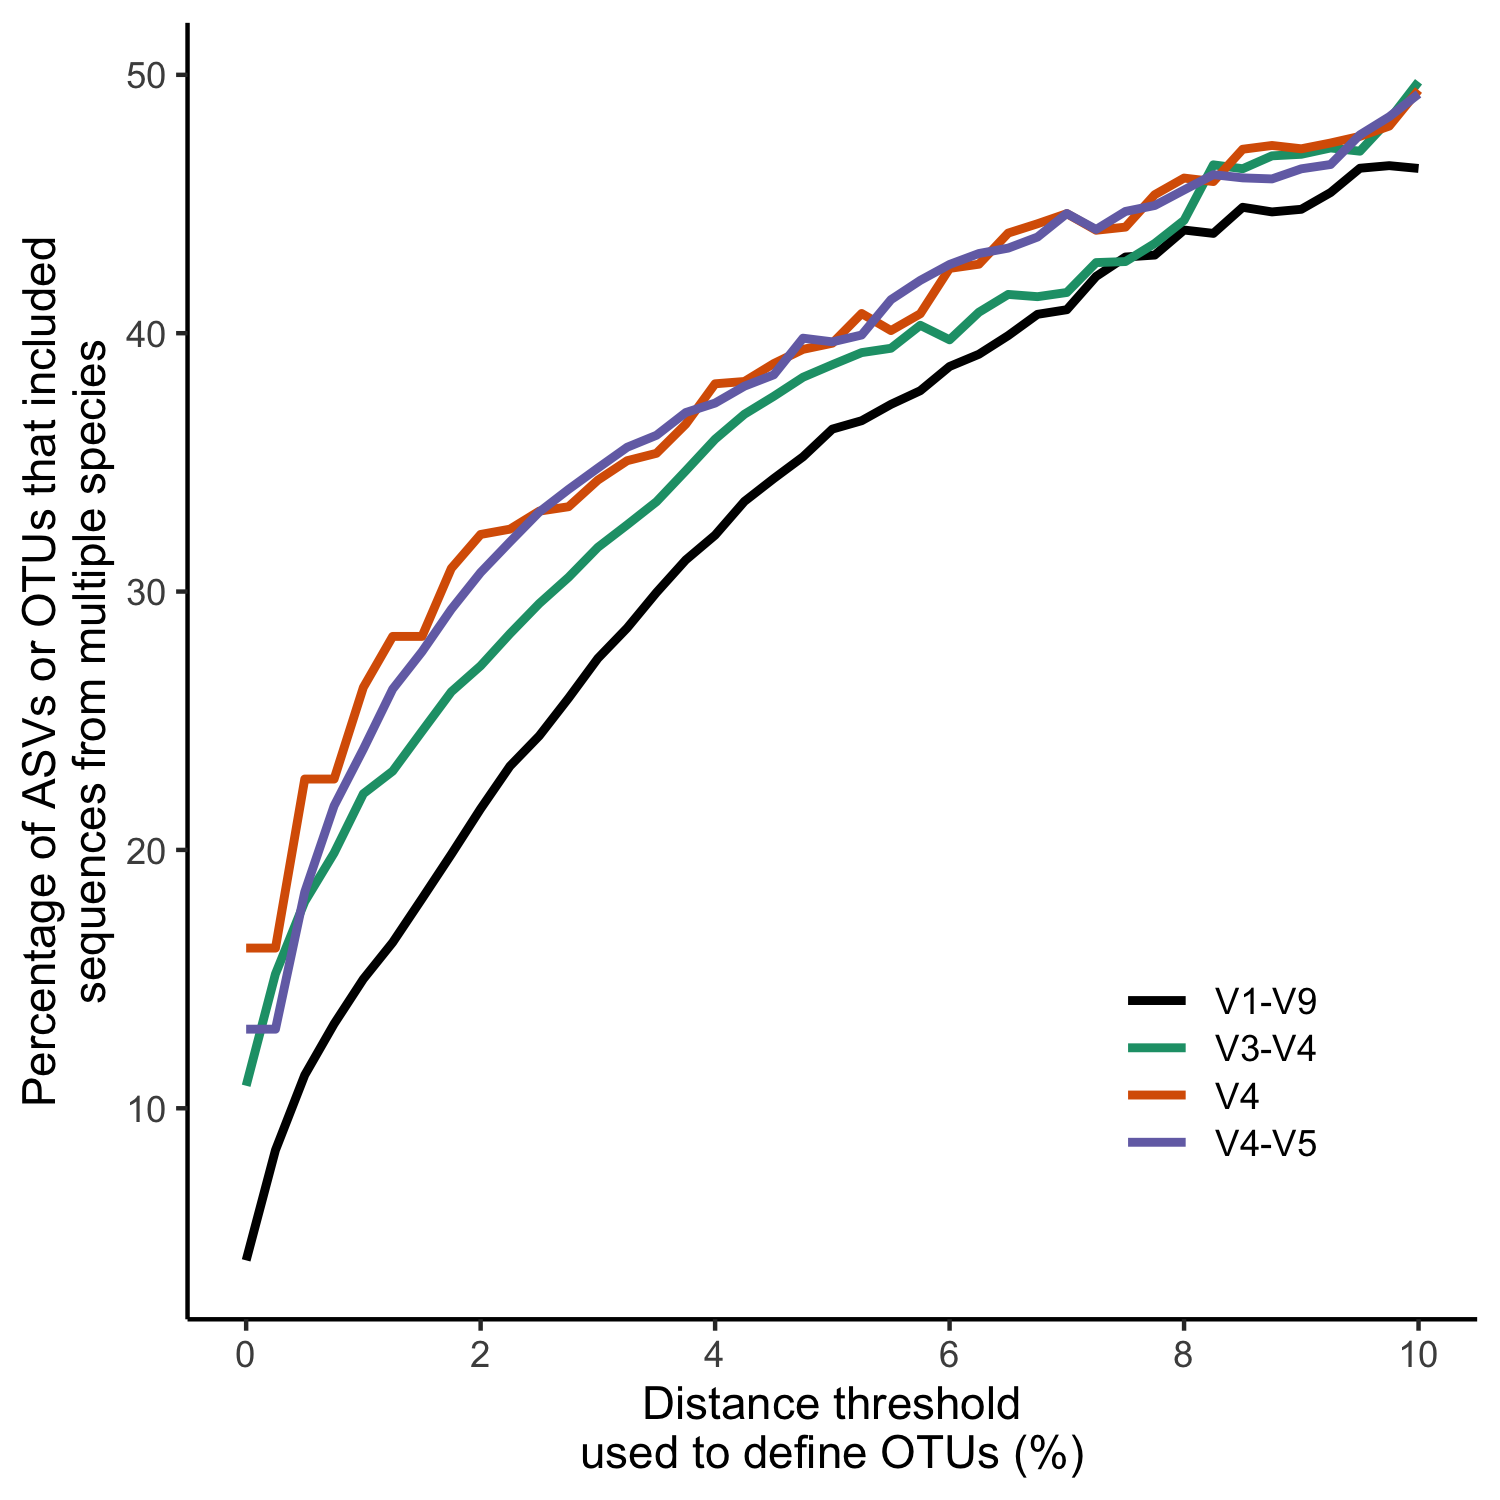 Percentage of ASVs or OTUs that included
sequences from multiple species
50
40
30
20
10
V1-V9
V3-V4
V4
V4-V5
0 2 4 6 8 10
Distance threshold
used to define OTUs (%)